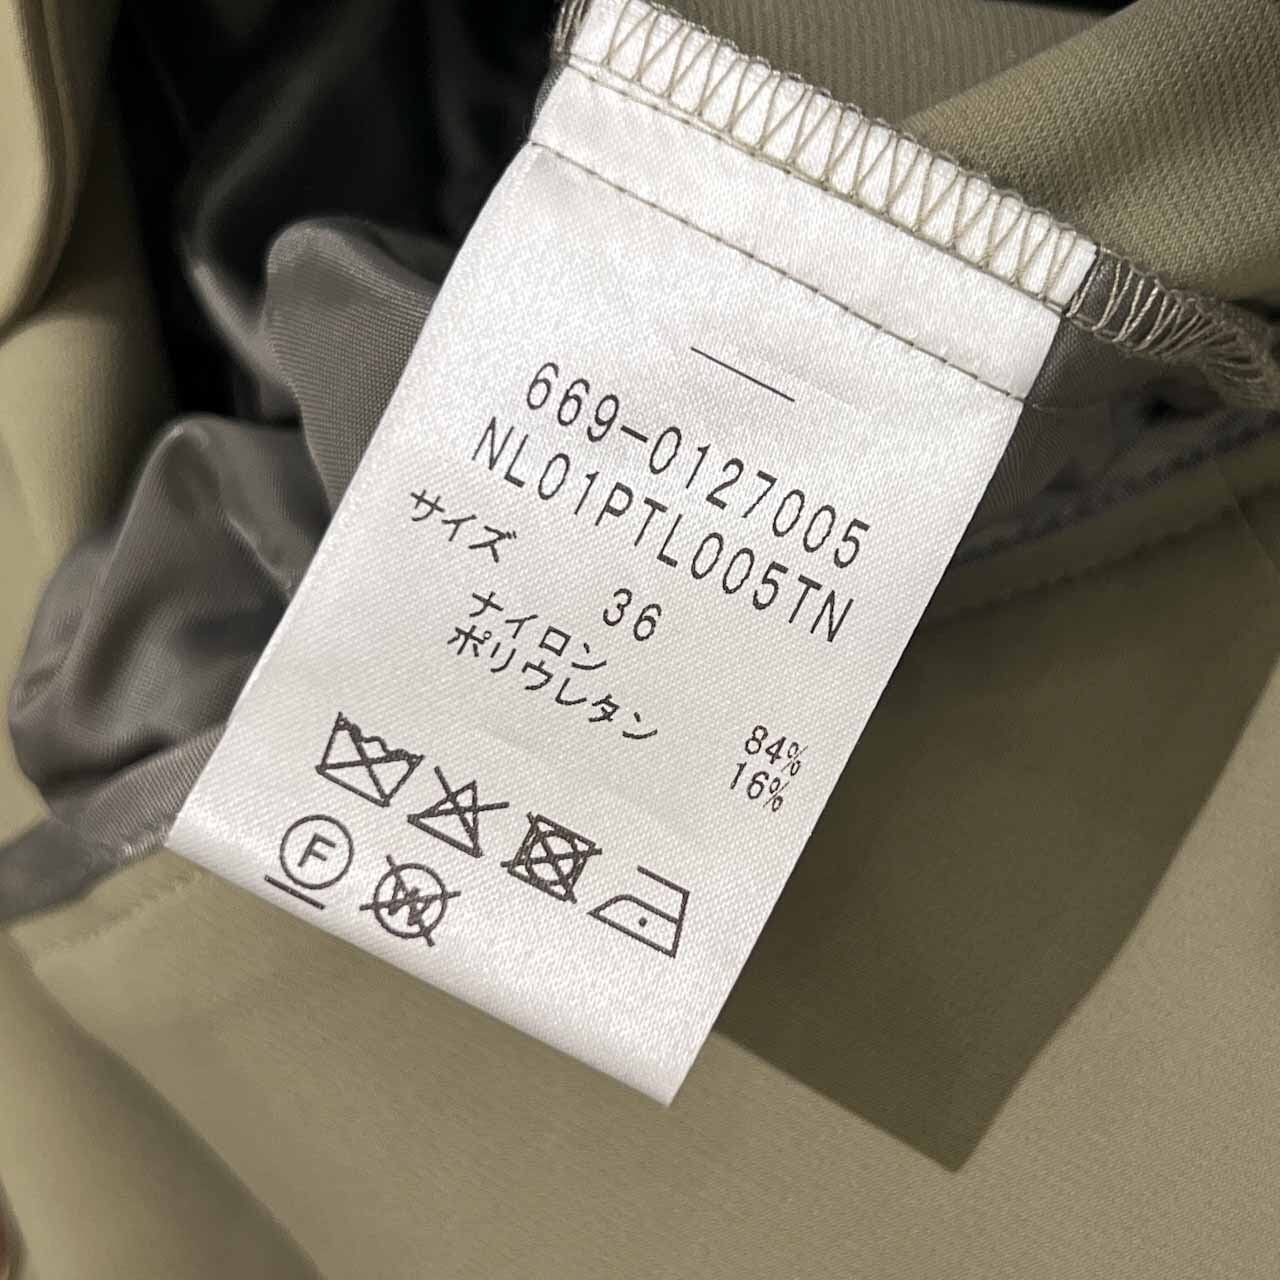 669-0127005
NL01PTL005TN
サイズ 36
ナイロン 84%
ポリウレタン 16%
F
W